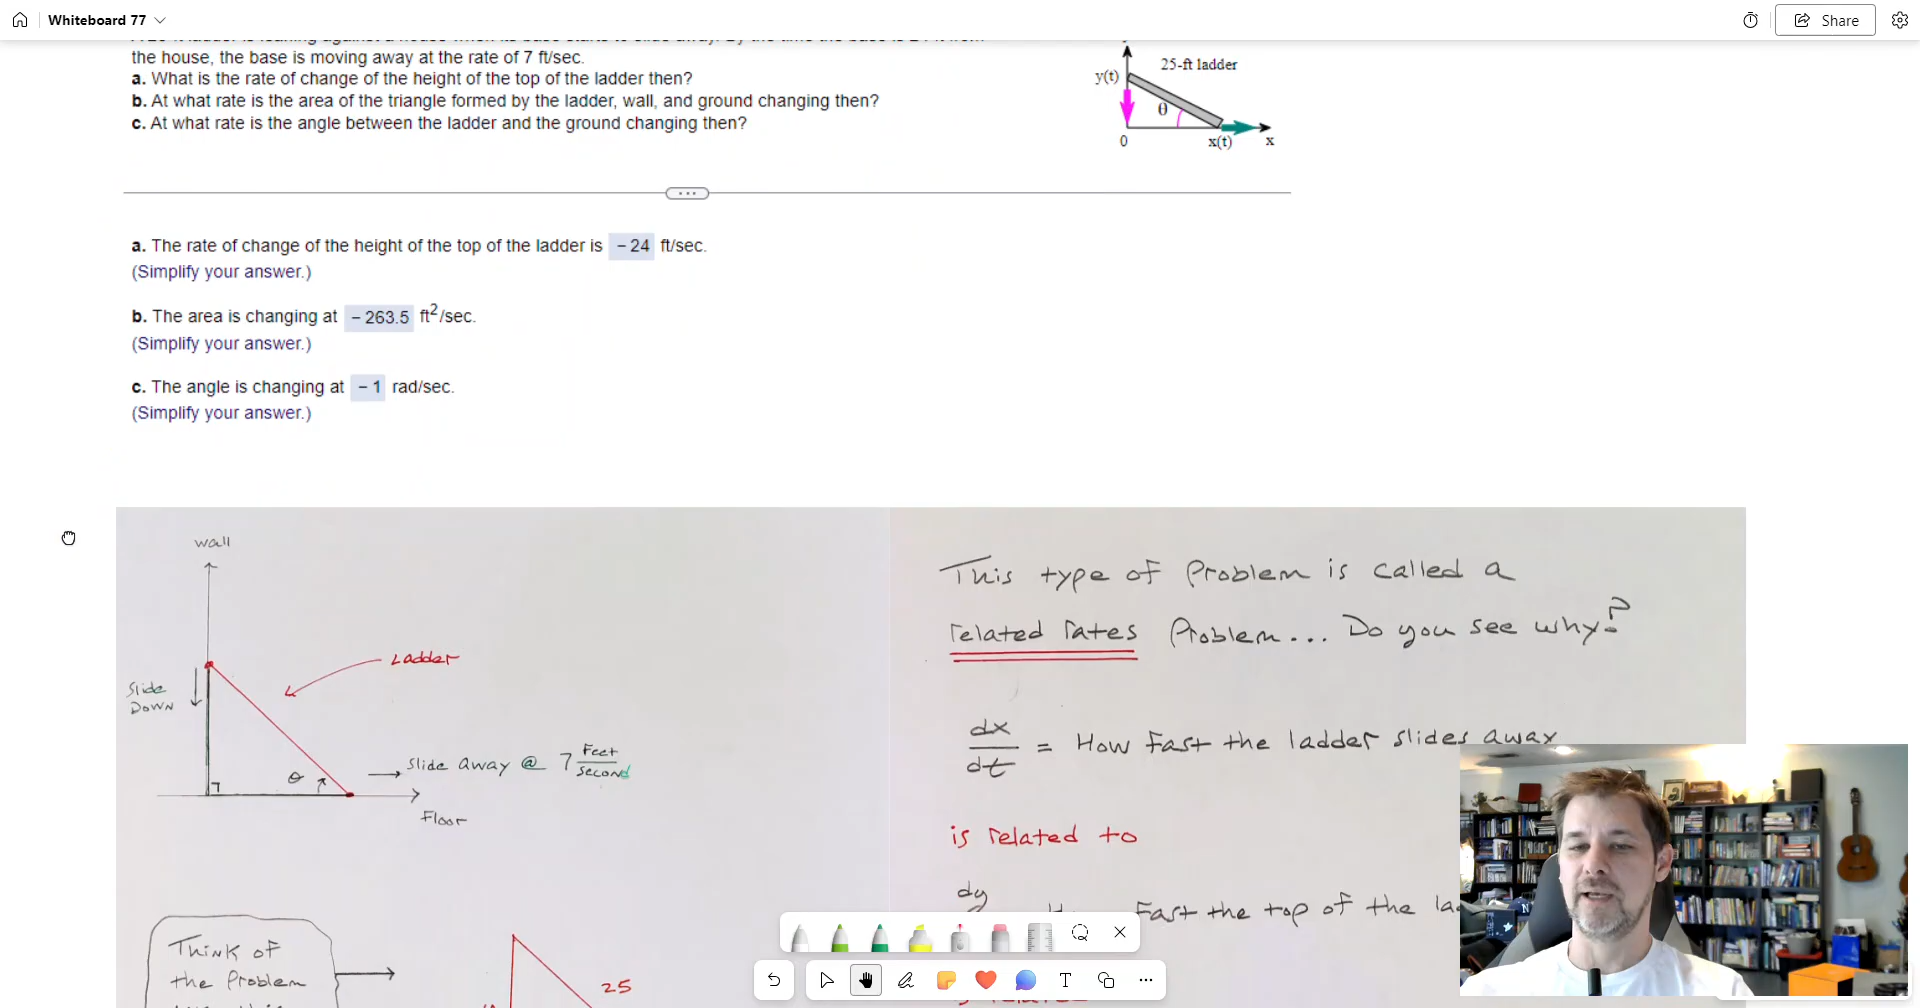 Whiteboard 77
Share
the house, the base is moving away at the rate of 7 ft/sec.
a. What is the rate of change of the height of the top of the ladder then?
b. At what rate is the area of the triangle formed by the ladder, wall, and ground changing then?
c. At what rate is the angle between the ladder and the ground changing then?
25-ft ladder
y(t)
θ
0
x(t)
x
a. The rate of change of the height of the top of the ladder is − 24 ft/sec.
(Simplify your answer.)
b. The area is changing at − 263.5 ft²/sec.
(Simplify your answer.)
c. The angle is changing at − 1 rad/sec.
(Simplify your answer.)
wall
Ladder
Slide
DOWN
θ
Slide away @ 7 Feet/second
Floor
This type of Problem is called a
related rates Problem... Do you see why?
dx/dt = How Fast the ladder slides away
is related to
dy
Fast the top of the
Think of
the Problem
25
T